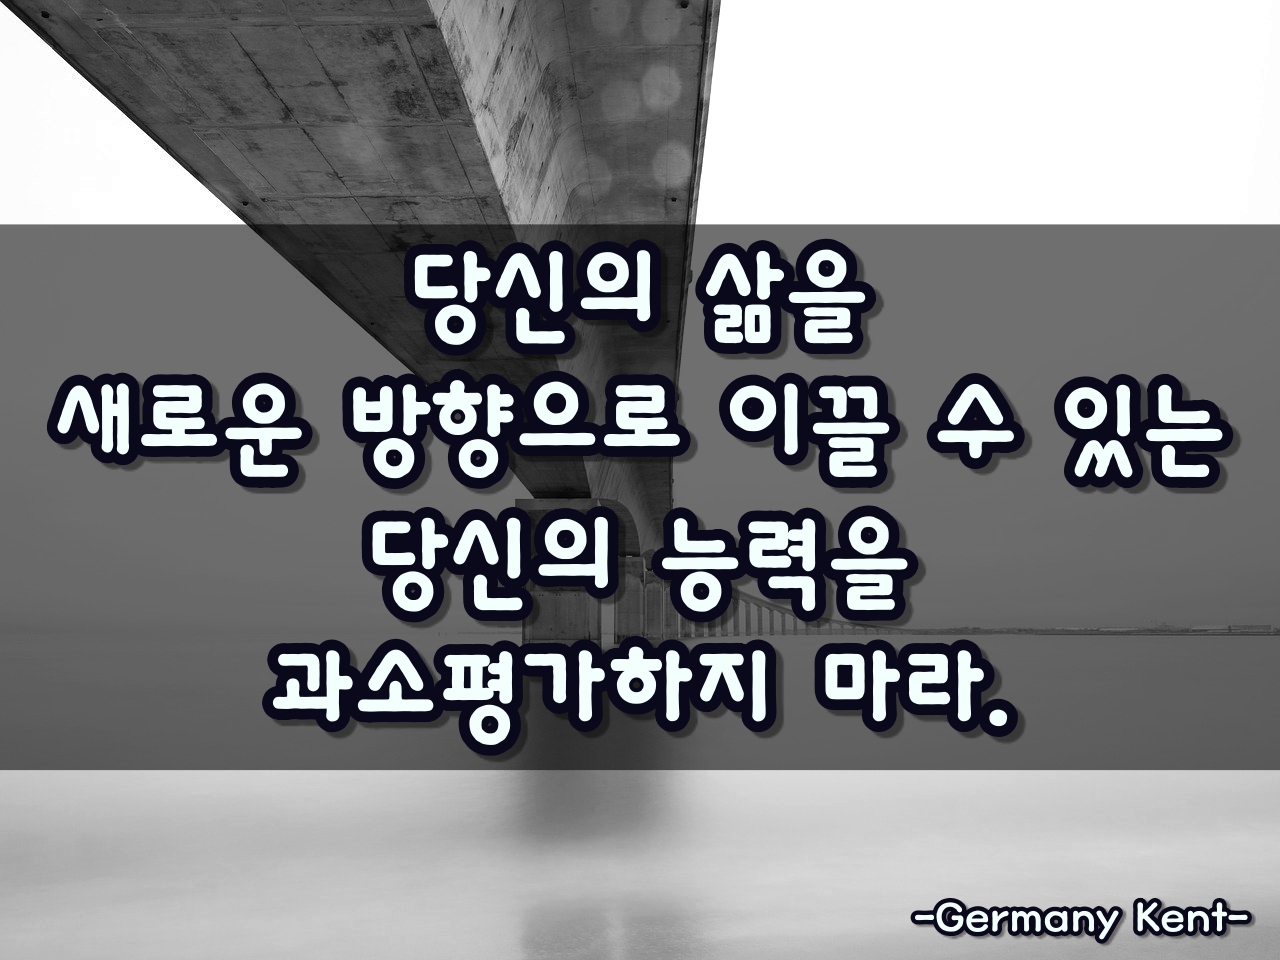 당신의 삶을
새로운 방향으로 이끌 수 있는
당신의 능력을
과소평가하지 마라.
-Germany Kent-